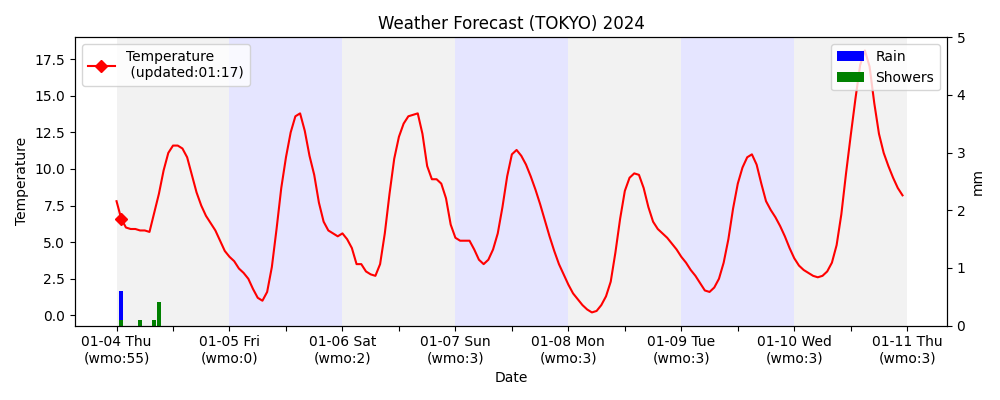 Weather Forecast (TOKYO) 2024
Temperature
(updated:01:17)
Rain
Showers
Temperature
17.5
15.0
12.5
10.0
7.5
5.0
2.5
0.0
5
4
3
2
1
0
mm
01-04 Thu
(wmo:55)
01-05 Fri
(wmo:0)
01-06 Sat
(wmo:2)
01-07 Sun
(wmo:3)
01-08 Mon
(wmo:3)
01-09 Tue
(wmo:3)
01-10 Wed
(wmo:3)
01-11 Thu
(wmo:3)
Date